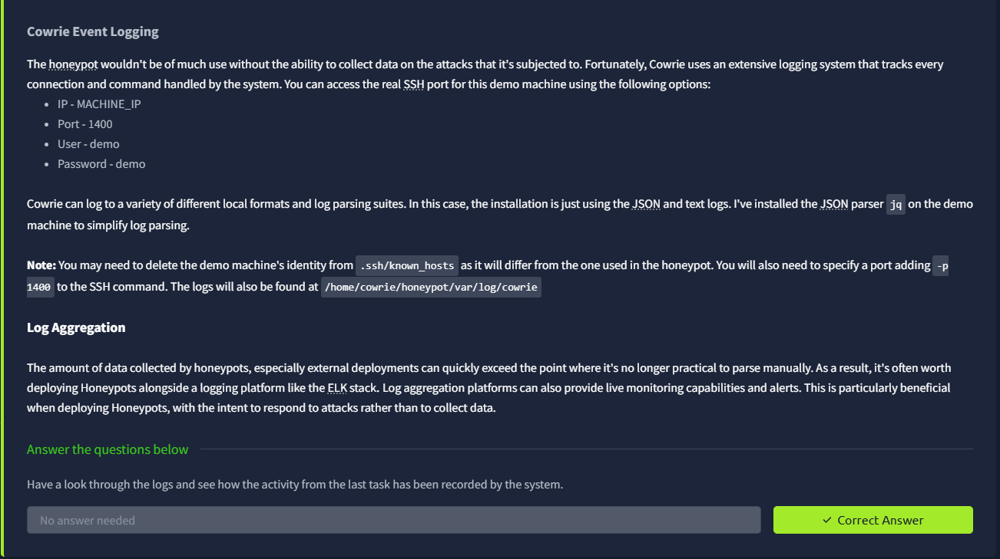 Cowrie Event Logging
The honeypot wouldn't be of much use without the ability to collect data on the attacks that it's subjected to. Fortunately, Cowrie uses an extensive logging system that tracks every
connection and command handled by the system. You can access the real SSH port for this demo machine using the following options:
• IP - MACHINE_IP
• Port - 1400
• User - demo
• Password - demo
Cowrie can log to a variety of different local formats and log parsing suites. In this case, the installation is just using the JSON and text logs. I've installed the JSON parser jq on the demo
machine to simplify log parsing.
Note: You may need to delete the demo machine's identity from .ssh/known_hosts as it will differ from the one used in the honeypot. You will also need to specify a port adding -p
1400 to the SSH command. The logs will also be found at /home/cowrie/honeypot/var/log/cowrie
Log Aggregation
The amount of data collected by honeypots, especially external deployments can quickly exceed the point where it's no longer practical to parse manually. As a result, it's often worth
deploying Honeypots alongside a logging platform like the ELK stack. Log aggregation platforms can also provide live monitoring capabilities and alerts. This is particularly beneficial
when deploying Honeypots, with the intent to respond to attacks rather than to collect data.
Answer the questions below
Have a look through the logs and see how the activity from the last task has been recorded by the system.
No answer needed
✓ Correct Answer